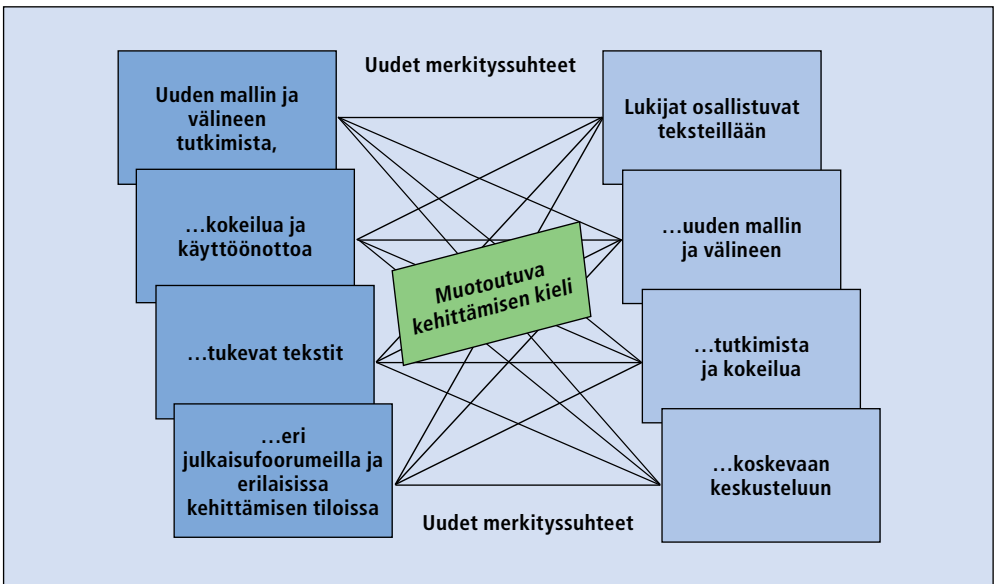 Uudet merkityssuhteet
Uuden mallin ja
välineen
tutkimista,
…kokeilua ja
käyttöönottoa
…tukevat tekstit
…eri
julkaisufoorumeilla ja
erilaisissa
kehittämisen tiloissa
Muotoutuva
kehittämisen kieli
Lukijat osallistuvat
teksteillään
…uuden mallin
ja välineen
…tutkimista
ja kokeilua
…koskevaan
keskusteluun
Uudet merkityssuhteet